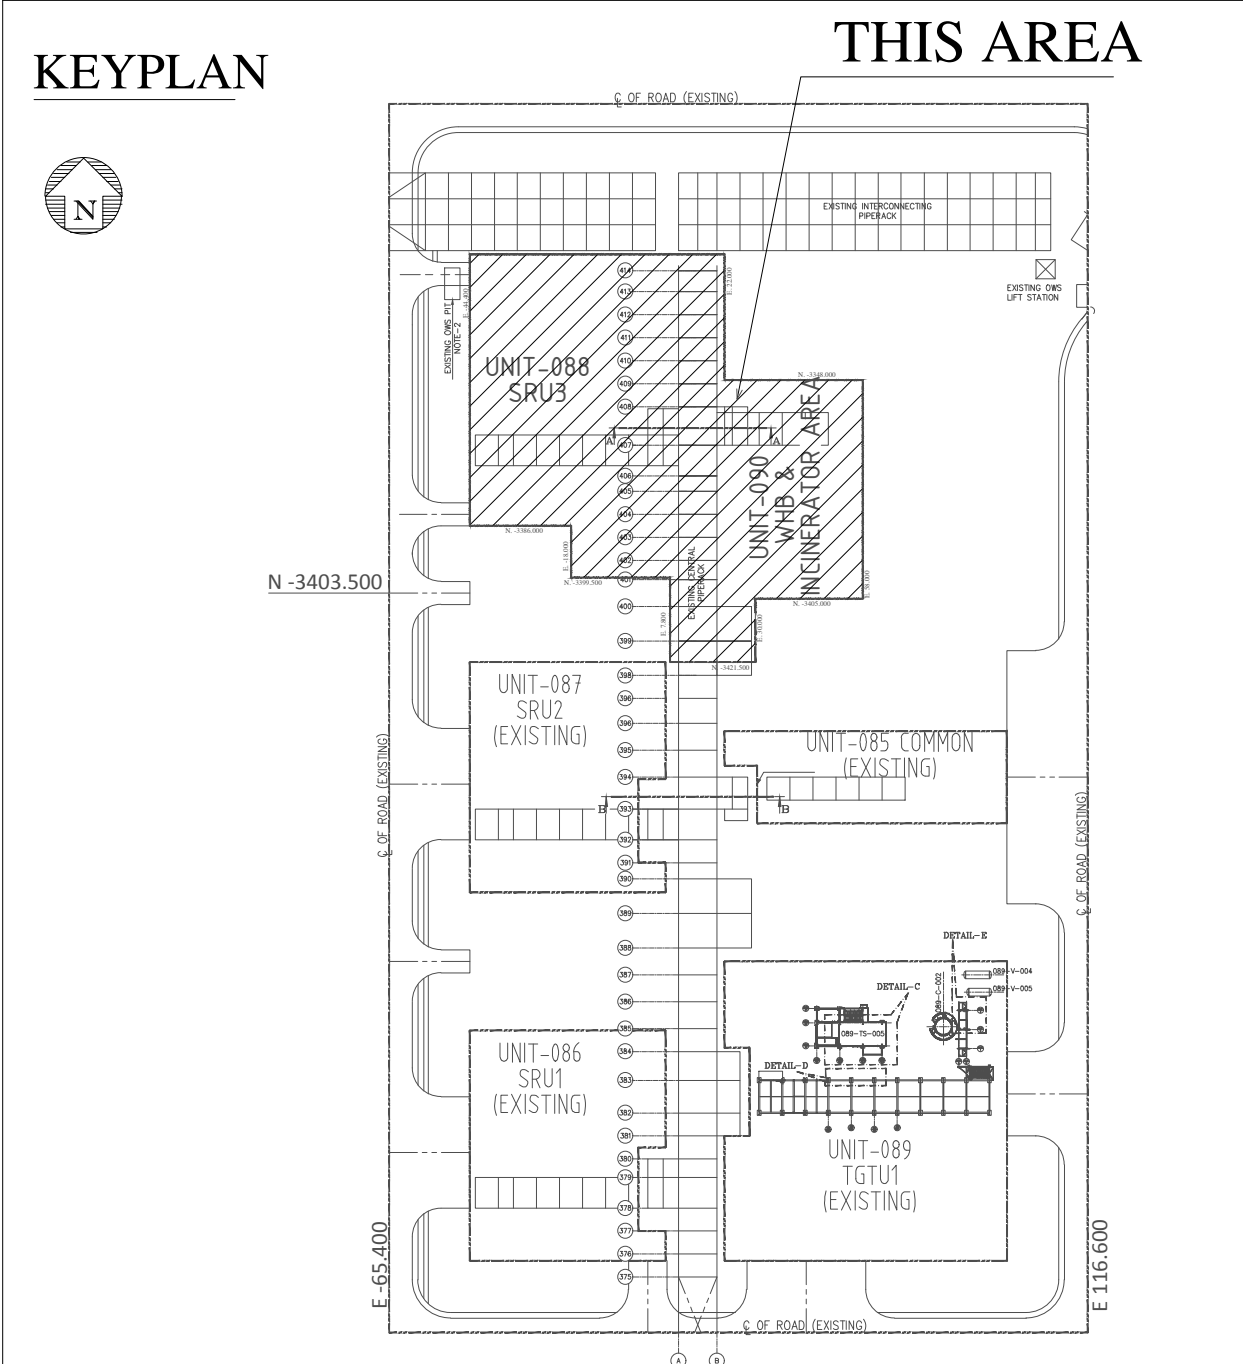 KEYPLAN
THIS AREA
N
℄ OF ROAD (EXISTING)
EXISTING INTERCONNECTING
PIPERACK
EXISTING OWS
LIFT STATION
EXISTING OWS PIT
NOTE-2
E. -44.400
E. 22.000
UNIT-088
SRU3
414
413
412
411
410
409
408
407
406
405
404
403
402
401
400
399
398
396
396
395
394
393
392
391
390
389
388
387
386
385
384
383
382
381
380
379
378
377
376
375
N. -3348.000
A
A
UNIT-090
WHB &
INCINERATOR AREA
N. -3386.000
E. -18.000
N. -3399.500
EXISTING CENTRAL
PIPERACK
N -3403.500
E. 7.800
E. 30.000
N. -3405.000
E. 58.000
N. -3421.500
UNIT-087
SRU2
(EXISTING)
UNIT-085 COMMON
(EXISTING)
B
B
℄ OF ROAD (EXISTING)
℄ OF ROAD (EXISTING)
DETAIL-E
089-V-004
089-V-005
089-C-002
DETAIL-C
089-TS-005
DETAIL-D
UNIT-086
SRU1
(EXISTING)
UNIT-089
TGTU1
(EXISTING)
E -65.400
E 116.600
℄ OF ROAD (EXISTING)
A
B